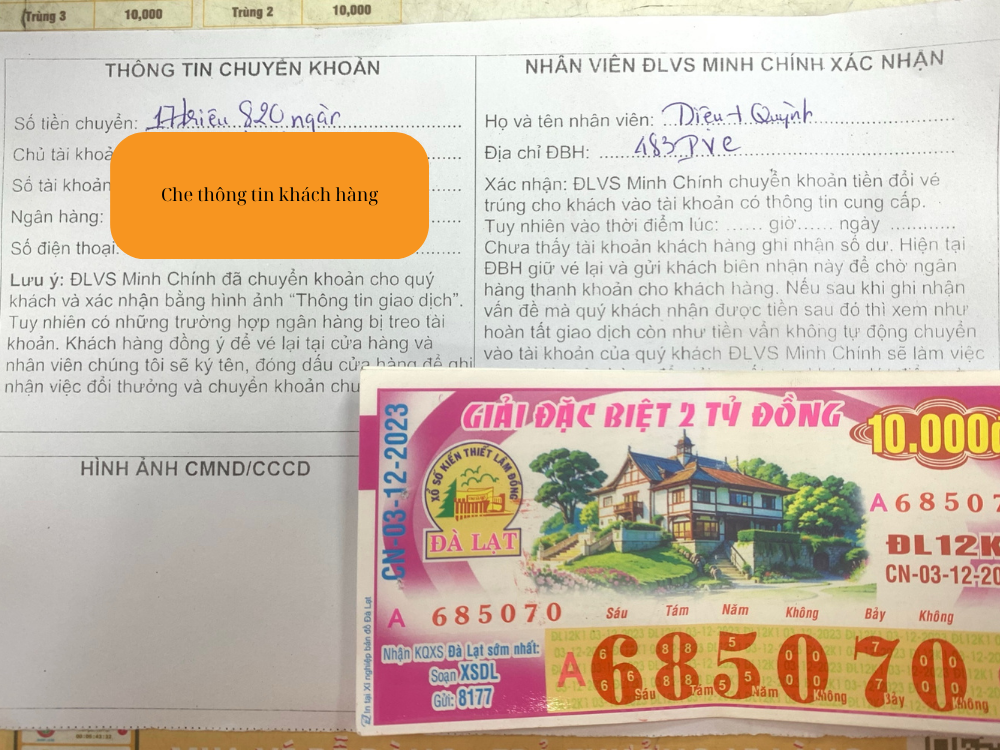 Trúng 3
10,000
Trúng 2
10,000
THÔNG TIN CHUYỂN KHOẢN
Số tiền chuyển: 17 triệu 820 ngàn
Chủ tài khoả
Số tài khoản
Ngân hàng:
Số điện thoại:
Che thông tin khách hàng
Lưu ý: ĐLVS Minh Chính đã chuyển khoản cho quý
khách và xác nhận bằng hình ảnh “Thông tin giao dịch”.
Tuy nhiên có những trường hợp ngân hàng bị treo tài
khoản. Khách hàng đồng ý để vé lại tại cửa hàng và
nhân viên chúng tôi sẽ ký tên, đóng dấu cửa hàng để ghi
nhận việc đổi thưởng và chuyển khoản
HÌNH ẢNH CMND/CCCD
NHÂN VIÊN ĐLVS MINH CHÍNH XÁC NHẬN
Họ và tên nhân viên: Diệu + Quỳnh
Địa chỉ ĐBH: 483 PVC
Xác nhận: ĐLVS Minh Chính chuyển khoản tiền đổi vé
trúng cho khách vào tài khoản có thông tin cung cấp.
Tuy nhiên vào thời điểm lúc: ...... giờ...... ngày ............
Chưa thấy tài khoản khách hàng ghi nhận số dư. Hiện tại
ĐBH giữ vé lại và gửi khách biên nhận này để chờ ngân
hàng thanh khoản cho khách hàng. Nếu sau khi ghi nhận
vấn đề mà quý khách nhận được tiền sau đó thì xem như
hoàn tất giao dịch còn như tiền vẫn không tự động chuyển
vào tài khoản của quý khách ĐLVS Minh Chính sẽ làm việc
GIẢI ĐẶC BIỆT 2 TỶ ĐỒNG
10.000đ
CN-03-12-2023
XỔ SỐ KIẾN THIẾT LÂM ĐỒNG
ĐÀ LẠT
A 68507
ĐL12K1
CN-03-12-20
A 685070
Sáu Tám Năm Không Bảy Không
Nhận KQXS Đà Lạt sớm nhất:
Soạn XSDL
Gửi: 8177
A 685070
Sáu Tám Năm Không Bảy Không
In tại Xí nghiệp bản đồ Đà Lạt